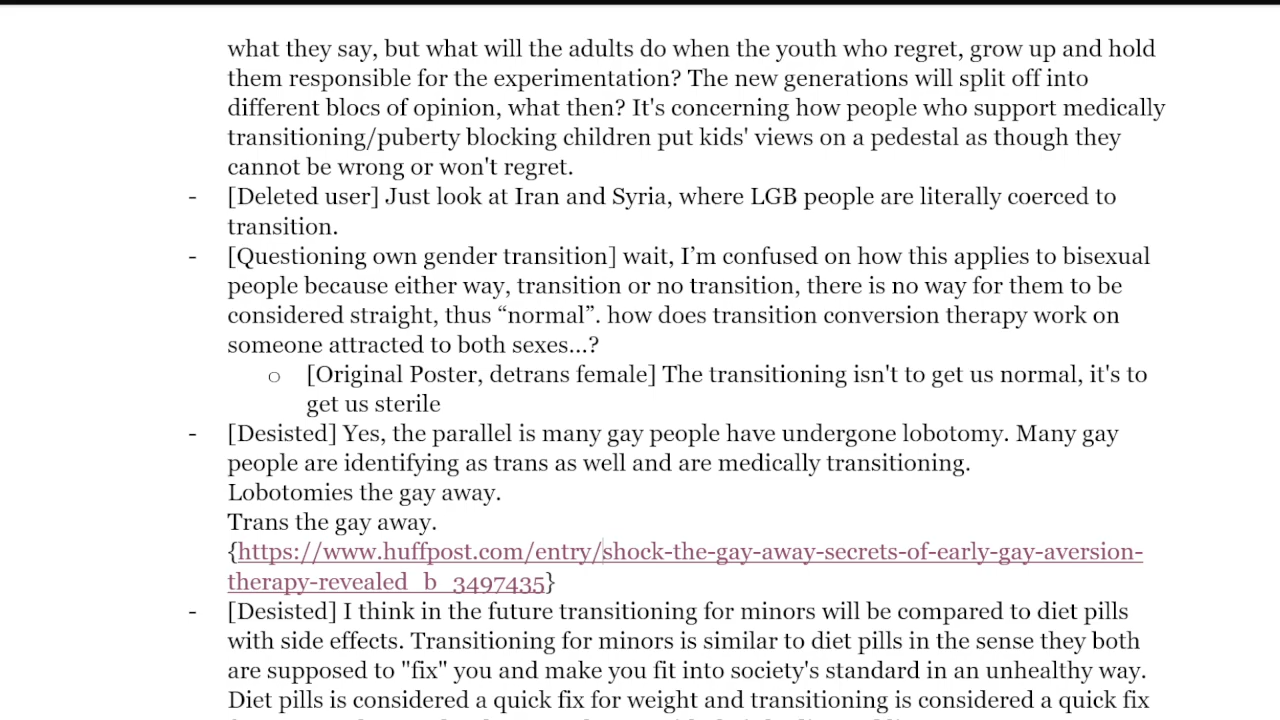 what they say, but what will the adults do when the youth who regret, grow up and hold
them responsible for the experimentation? The new generations will split off into
different blocs of opinion, what then? It's concerning how people who support medically
transitioning/puberty blocking children put kids' views on a pedestal as though they
cannot be wrong or won't regret.
- [Deleted user] Just look at Iran and Syria, where LGB people are literally coerced to
transition.
- [Questioning own gender transition] wait, I’m confused on how this applies to bisexual
people because either way, transition or no transition, there is no way for them to be
considered straight, thus “normal”. how does transition conversion therapy work on
someone attracted to both sexes...?
○ [Original Poster, detrans female] The transitioning isn't to get us normal, it's to
get us sterile
- [Desisted] Yes, the parallel is many gay people have undergone lobotomy. Many gay
people are identifying as trans as well and are medically transitioning.
Lobotomies the gay away.
Trans the gay away.
{https://www.huffpost.com/entry/shock-the-gay-away-secrets-of-early-gay-aversion-
therapy-revealed_b_3497435}
- [Desisted] I think in the future transitioning for minors will be compared to diet pills
with side effects. Transitioning for minors is similar to diet pills in the sense they both
are supposed to "fix" you and make you fit into society's standard in an unhealthy way.
Diet pills is considered a quick fix for weight and transitioning is considered a quick fix